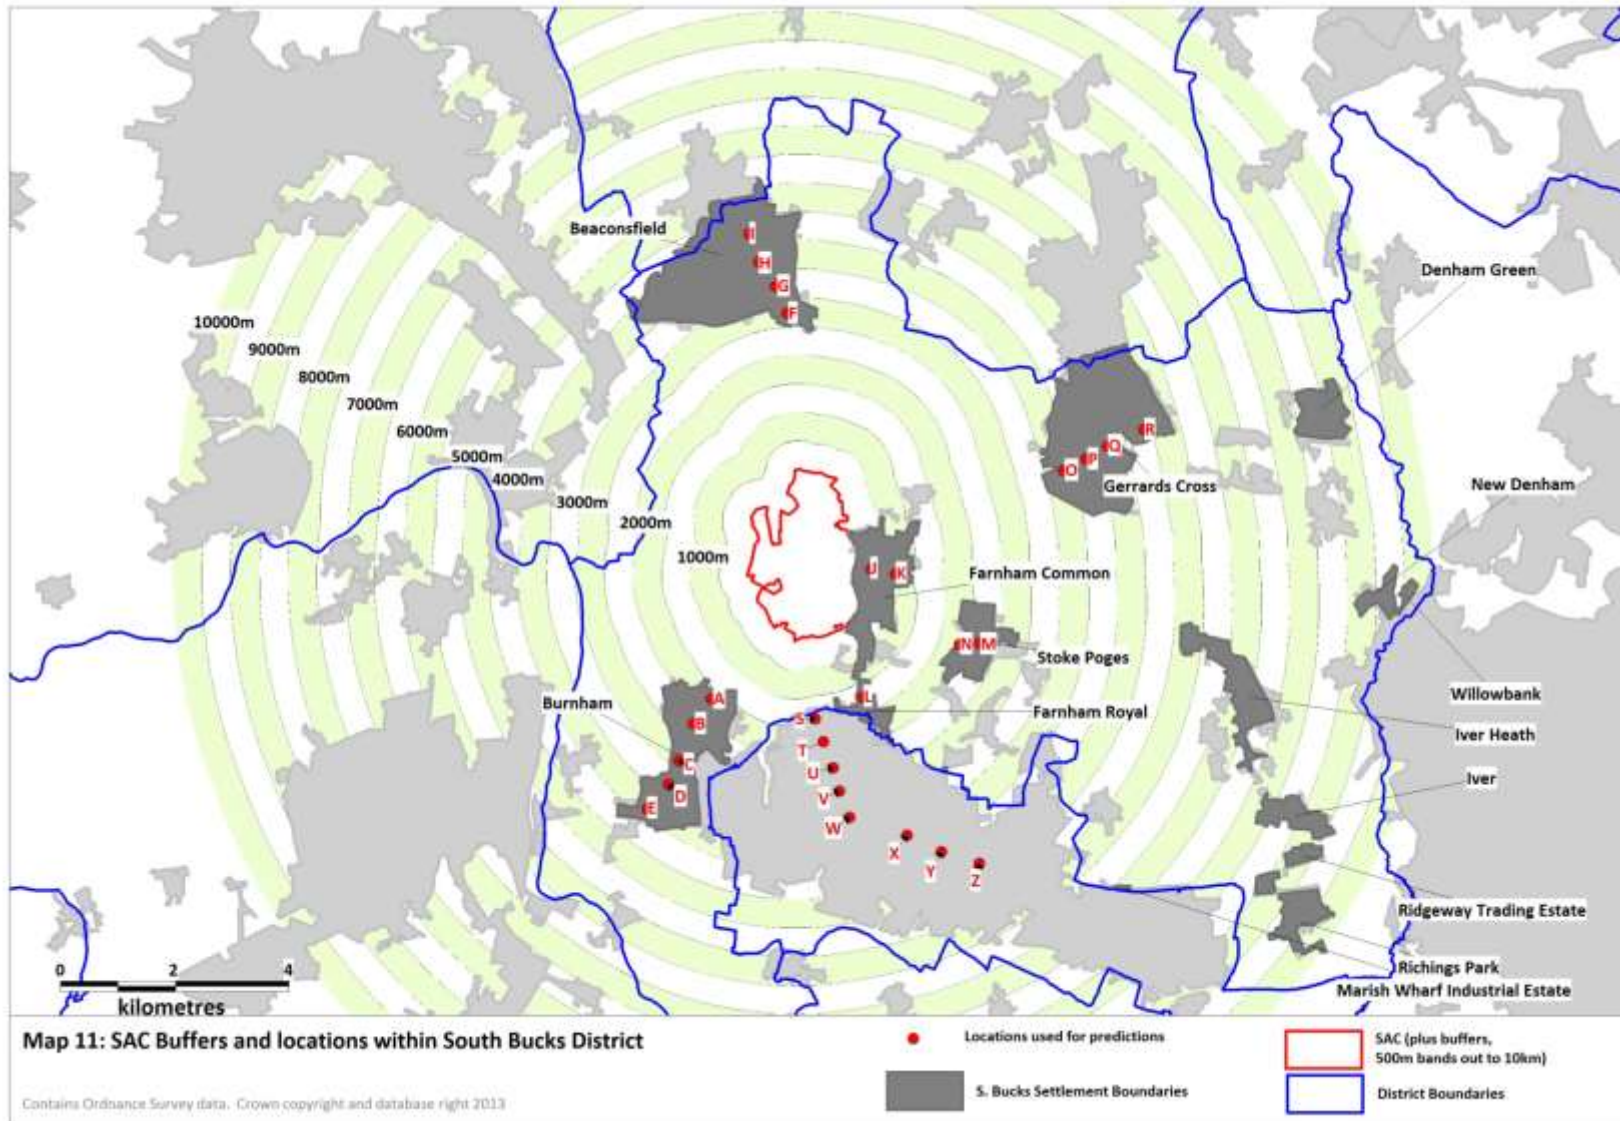 Beaconsfield
I
H
G
F
Denham Green
10000m
9000m
8000m
7000m
6000m
5000m
4000m
3000m
2000m
1000m
R
Q
P
O
Gerrards Cross
New Denham
J
K
Farnham Common
N
M
Stoke Poges
Willowbank
Burnham
A
B
L
Farnham Royal
S
T
U
V
W
X
Y
Z
C
D
E
Iver Heath
Iver
Ridgeway Trading Estate
Richings Park
Marish Wharf Industrial Estate
0 2 4
kilometres
Map 11: SAC Buffers and locations within South Bucks District
Contains Ordnance Survey data. Crown copyright and database right 2013
Locations used for predictions
S. Bucks Settlement Boundaries
SAC (plus buffers,
500m bands out to 10km)
District Boundaries